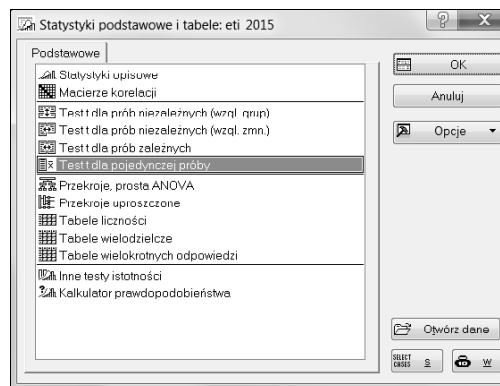 Statystyki podstawowe i tabele: eti 2015
Podstawowe
Statystyki opisowe
Macierze korelacji
Test t dla prób niezależnych (wzgl. grup)
Test t dla prób niezależnych (wzgl. zmn.)
Test t dla prób zależnych
Test t dla pojedynczej próby
Przekroje, prosta ANOVA
Przekroje uproszczone
Tabele liczności
Tabele wielodzielcze
Tabele wielokrotnych odpowiedzi
Inne testy istotności
Kalkulator prawdopodobieństwa
OK
Anuluj
Opcje
Otwórz dane
SELECT CASES S
W